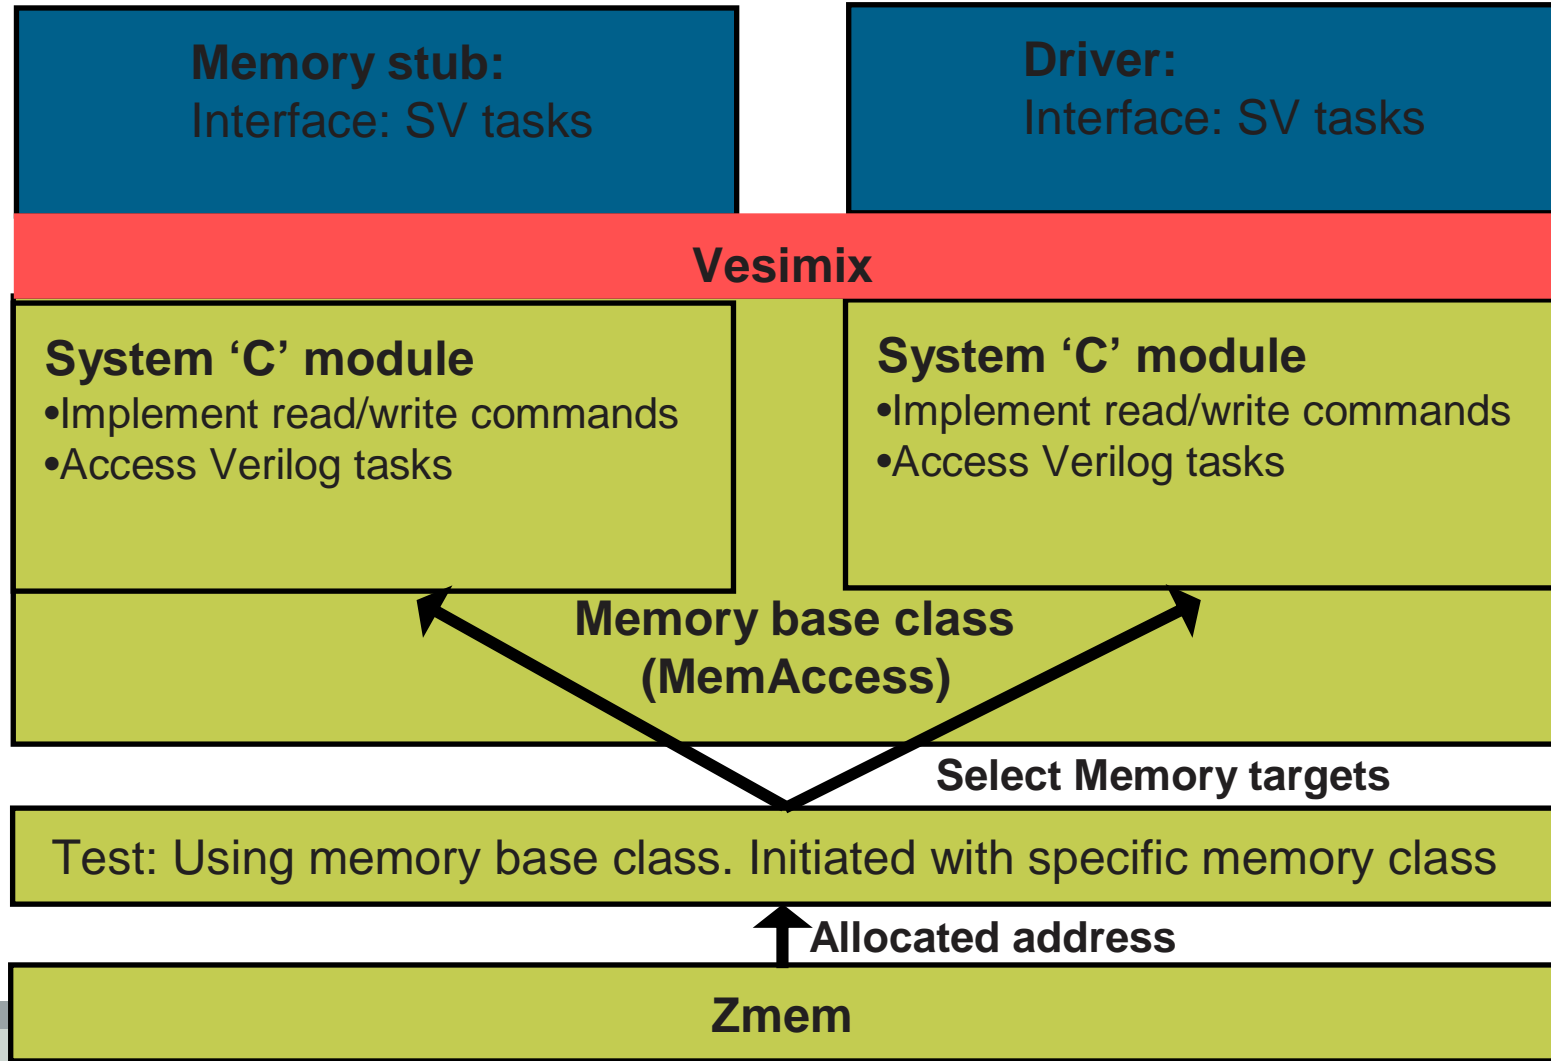 Memory stub:
Interface: SV tasks
Driver:
Interface: SV tasks
Vesimix
System ‘C’ module
•Implement read/write commands
•Access Verilog tasks
System ‘C’ module
•Implement read/write commands
•Access Verilog tasks
Memory base class
(MemAccess)
Select Memory targets
Test: Using memory base class. Initiated with specific memory class
Allocated address
Zmem